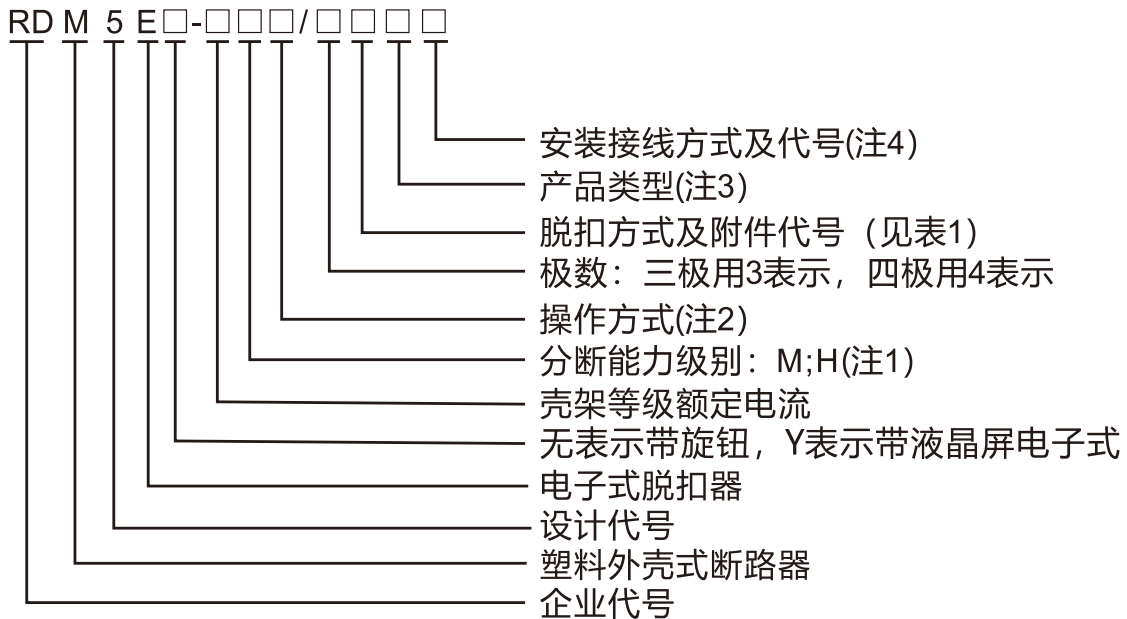 RD M 5 E□-□□□/□□□□
安装接线方式及代号(注4)
产品类型(注3)
脱扣方式及附件代号（见表1)
极数：三极用3表示，四极用4表示
操作方式(注2)
分断能力级别：M;H(注1)
壳架等级额定电流
无表示带旋钮，Y表示带液晶屏电子式
电子式脱扣器
设计代号
塑料外壳式断路器
企业代号